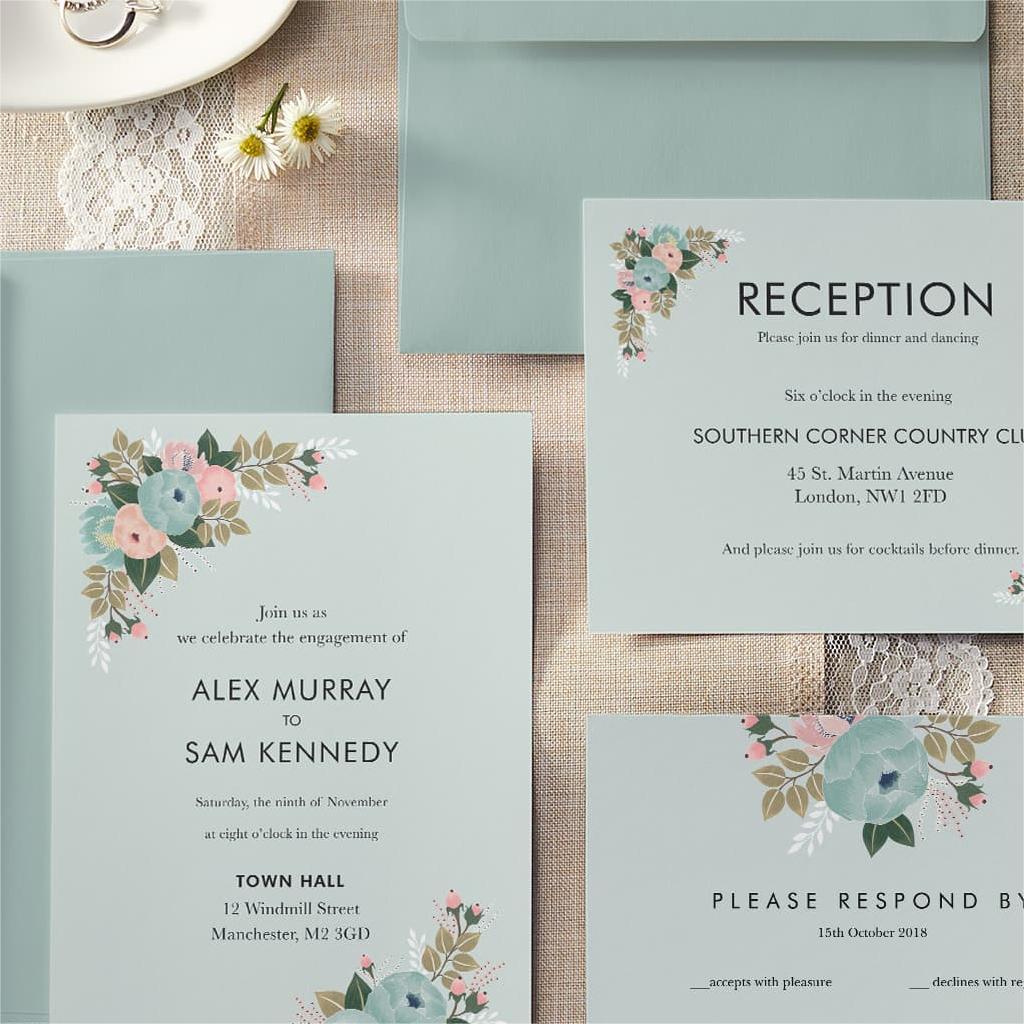 Join us as
we celebrate the engagement of
ALEX MURRAY
TO
SAM KENNEDY
Saturday, the ninth of November
at eight o'clock in the evening
TOWN HALL
12 Windmill Street
Manchester, M2 3GD
RECEPTION
Please join us for dinner and dancing
Six o'clock in the evening
SOUTHERN CORNER COUNTRY CLU
45 St. Martin Avenue
London, NW1 2FD
And please join us for cocktails before dinner.
PLEASE RESPOND BY
15th October 2018
___accepts with pleasure ___ declines with re